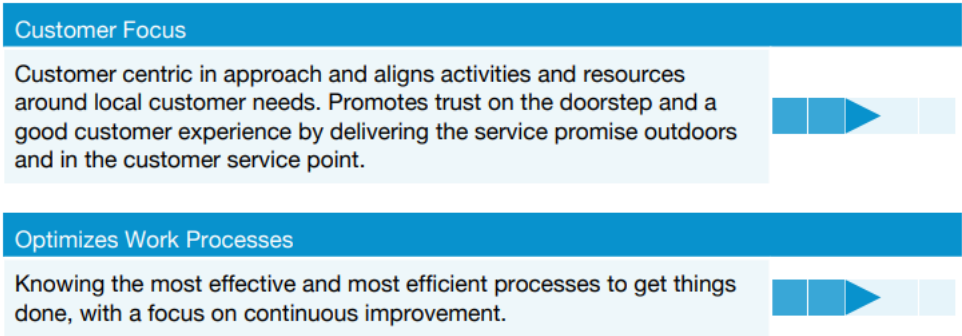 Customer Focus
Customer centric in approach and aligns activities and resources
around local customer needs. Promotes trust on the doorstep and a
good customer experience by delivering the service promise outdoors
and in the customer service point.
Optimizes Work Processes
Knowing the most effective and most efficient processes to get things
done, with a focus on continuous improvement.